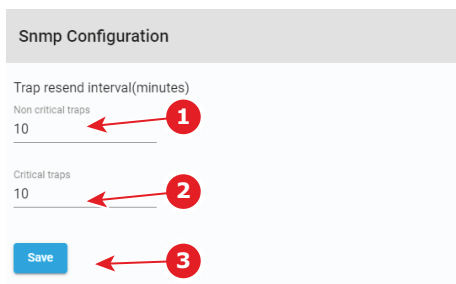 Snmp Configuration
Trap resend interval(minutes)
Non critical traps
10
1
Critical traps
10
2
Save
3